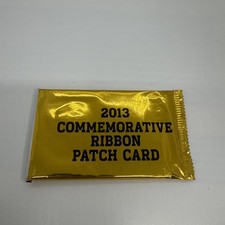 2013
COMMEMORATIVE
RIBBON
PATCH CARD